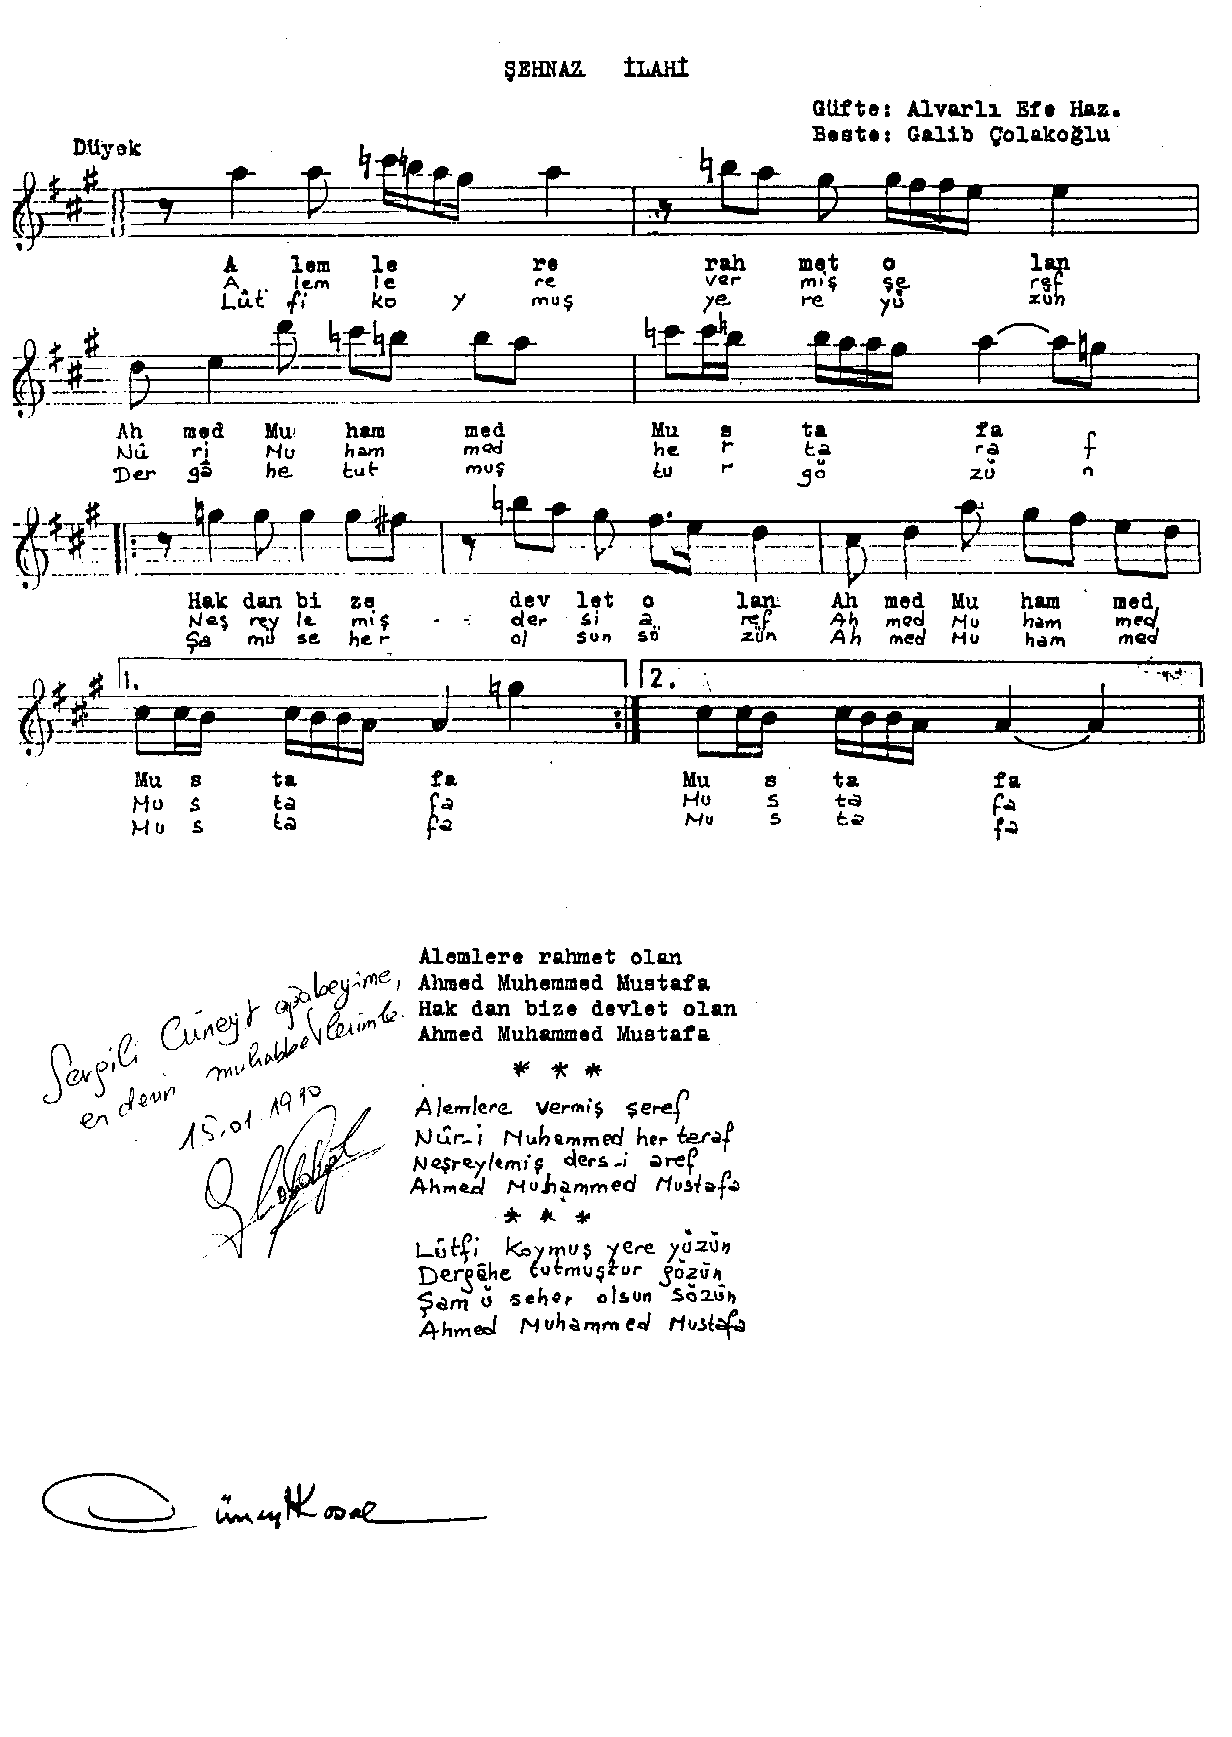 ŞEHNAZ İLAHİ
Güfte: Alvarlı Efe Haz.
Beste: Galib Çolakoğlu
Düyek
A lem le re rah met o lan
A lem le re ver miş şe ref
Lût fi ko y muş ye re yü zün
Ah med Mu ham med Mu s ta fa
Nû ri Mu ham med he r ta ra f
Der gâ he tut muş tu r gö zü n
Hak dan bi ze dev let o lan Ah med Mu ham med
Neş rey le miş - - der si a ref Ah med Mu ham med
Şa mü se her ol sun sö zün Ah med Mu ham med
1. 2.
Mu s ta fa Mu s ta fa
Mu s ta fa Mu s ta fa
Mu s ta fa Mu s ta fa
Alemlere rahmet olan
Ahmed Muhemmed Mustafa
Hak dan bize devlet olan
Ahmed Muhammed Mustafa
* * *
Alemlere vermiş şeref
Nûr-i Muhammed her teraf
Neşreylemiş ders-i aref
Ahmed Muhammed Mustafa
* * *
Lûtfi koymuş yere yüzün
Dergâhe tutmuştur gözün
Şam ü seher olsun sözün
Ahmed Muhammed Mustafa
Sevgili Cüneyt ağabeyime,
en derin muhabbetlerimle.
15.01.1990
Cüneyt Kosal